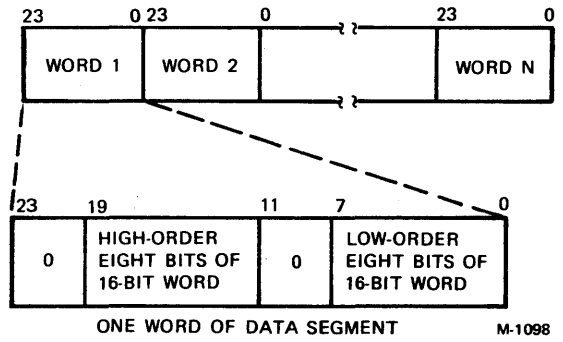 23 0 23 0 23 0
WORD 1 WORD 2 WORD N
23 19 11 7 0
0 HIGH-ORDER EIGHT BITS OF 16-BIT WORD 0 LOW-ORDER EIGHT BITS OF 16-BIT WORD
ONE WORD OF DATA SEGMENT M-1098